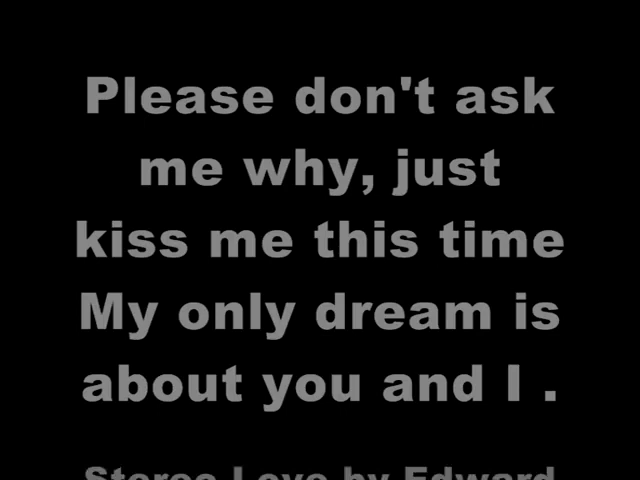 Please don't ask
me why, just
kiss me this time
My only dream is
about you and I .
Stereo Love by Edward